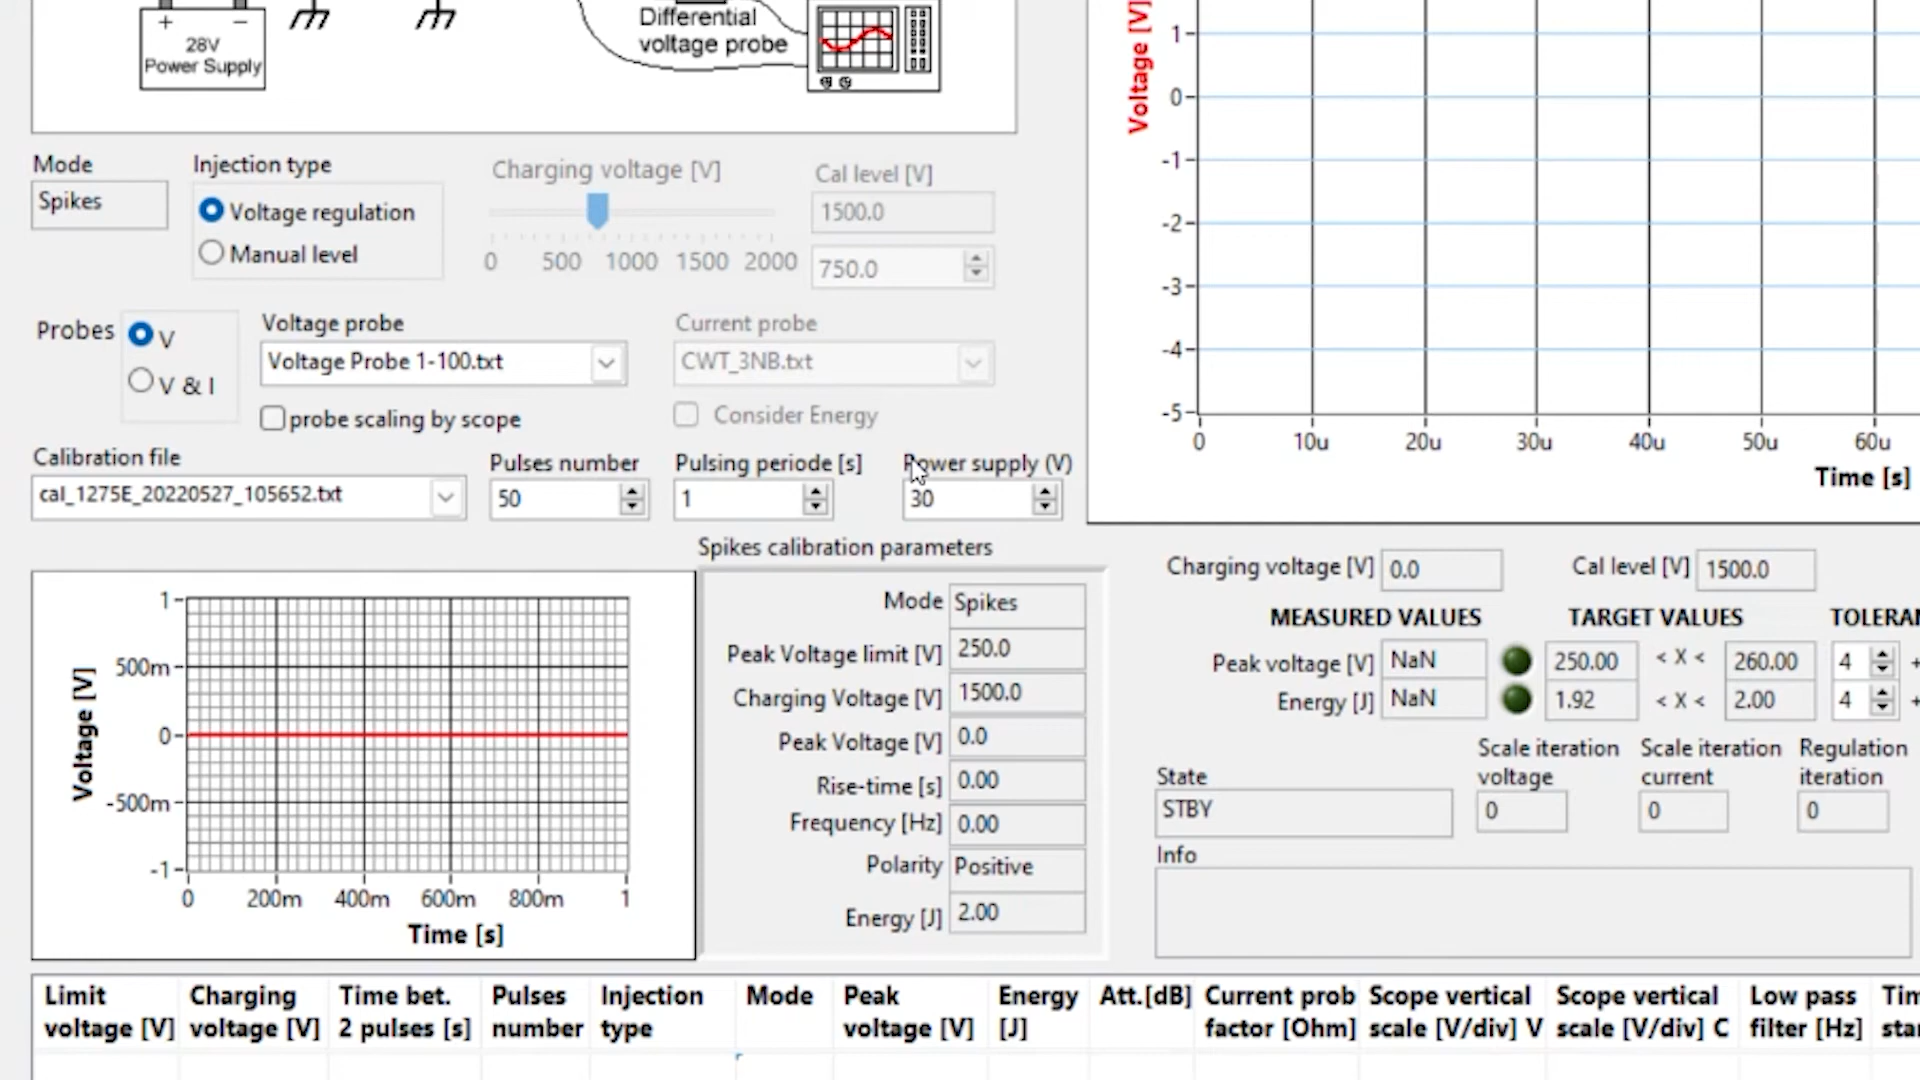 + −
28V
Power Supply
Differential
voltage probe
Mode
Spikes
Injection type
Voltage regulation
Manual level
Charging voltage [V]
0 500 1000 1500 2000
Cal level [V]
1500.0
750.0
Probes
V
V & I
Voltage probe
Voltage Probe 1-100.txt
probe scaling by scope
Current probe
CWT_3NB.txt
Consider Energy
Calibration file
cal_1275E_20220527_105652.txt
Pulses number
50
Pulsing periode [s]
1
Power supply (V)
30
Voltage [V]
1
0
-1
-2
-3
-4
-5
0 10u 20u 30u 40u 50u 60u
Time [s]
Voltage [V]
1
500m
0
-500m
-1
0 200m 400m 600m 800m 1
Time [s]
Spikes calibration parameters
Mode Spikes
Peak Voltage limit [V] 250.0
Charging Voltage [V] 1500.0
Peak Voltage [V] 0.0
Rise-time [s] 0.00
Frequency [Hz] 0.00
Polarity Positive
Energy [J] 2.00
Charging voltage [V] 0.0 Cal level [V] 1500.0
MEASURED VALUES TARGET VALUES TOLERAN
Peak voltage [V] NaN 250.00 < X < 260.00 4 +
Energy [J] NaN 1.92 < X < 2.00 4 +
State
STBY
Scale iteration
voltage
0
Scale iteration
current
0
Regulation
iteration
0
Info
Limit
voltage [V]
Charging
voltage [V]
Time bet.
2 pulses [s]
Pulses
number
Injection
type
Mode
Peak
voltage [V]
Energy
[J]
Att.[dB]
Current prob
factor [Ohm]
Scope vertical
scale [V/div] V
Scope vertical
scale [V/div] C
Low pass
filter [Hz]
Tim
star